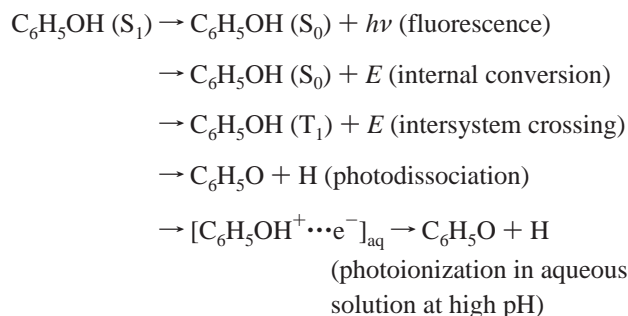 C₆H₅OH (S₁) → C₆H₅OH (S₀) + hν (fluorescence)
→ C₆H₅OH (S₀) + E (internal conversion)
→ C₆H₅OH (T₁) + E (intersystem crossing)
→ C₆H₅O + H (photodissociation)
→ [C₆H₅OH⁺•••e⁻]aq → C₆H₅O + H
(photoionization in aqueous
solution at high pH)